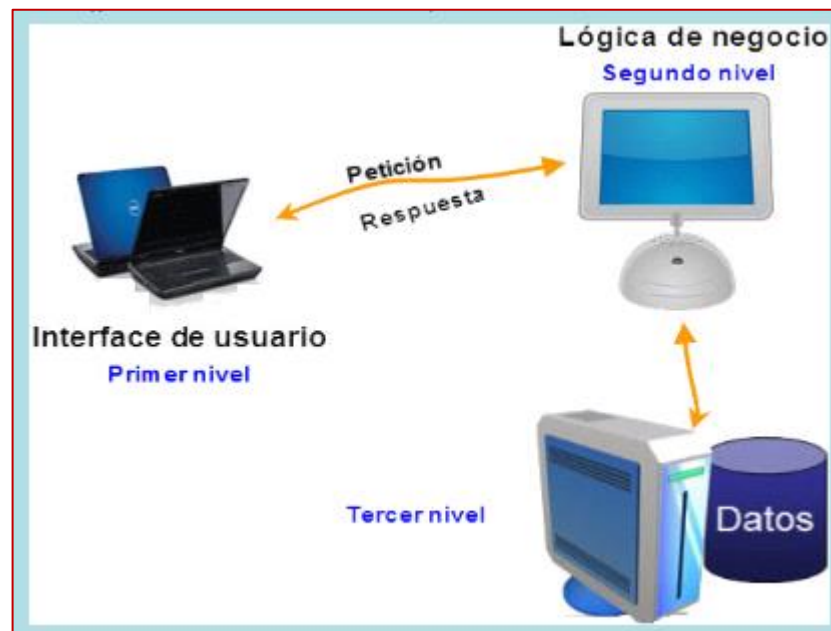 Lógica de negocio
Segundo nivel
Petición
Respuesta
Interface de usuario
Primer nivel
Tercer nivel
Datos